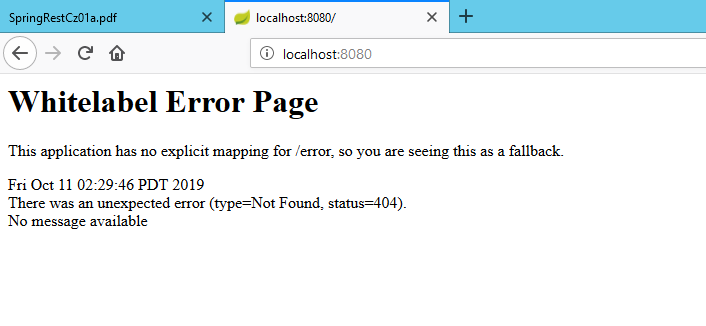 SpringRestCz01a.pdf
localhost:8080/
localhost:8080
Whitelabel Error Page
This application has no explicit mapping for /error, so you are seeing this as a fallback.
Fri Oct 11 02:29:46 PDT 2019
There was an unexpected error (type=Not Found, status=404).
No message available